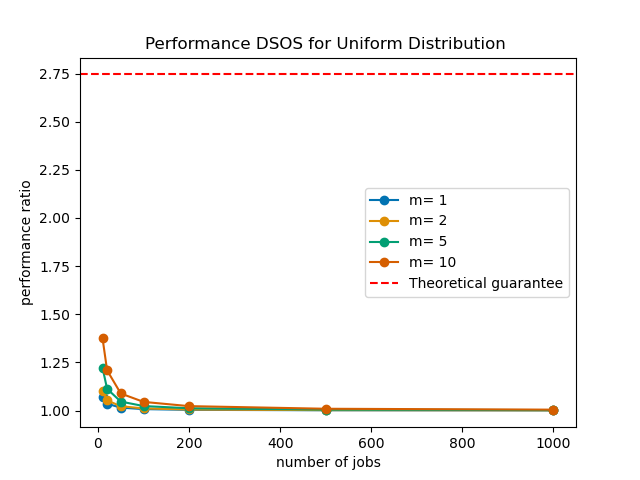 Performance DSOS for Uniform Distribution
performance ratio
2.75
2.50
2.25
2.00
1.75
1.50
1.25
1.00
m= 1
m= 2
m= 5
m= 10
Theoretical guarantee
0 200 400 600 800 1000
number of jobs